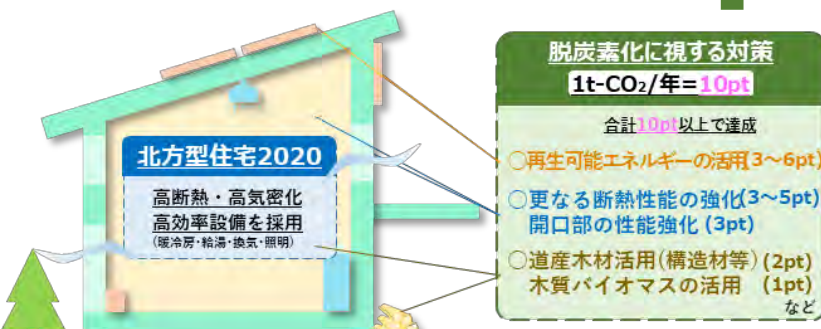 北方型住宅2020
高断熱・高気密化
高効率設備を採用
(暖冷房・給湯・換気・照明)
脱炭素化に視する対策
1t-CO₂/年=10pt
合計10pt以上で達成
○再生可能エネルギーの活用(3～6pt)
○更なる断熱性能の強化(3～5pt)
開口部の性能強化 (3pt)
○道産木材活用(構造材等) (2pt)
木質バイオマスの活用 (1pt)
など